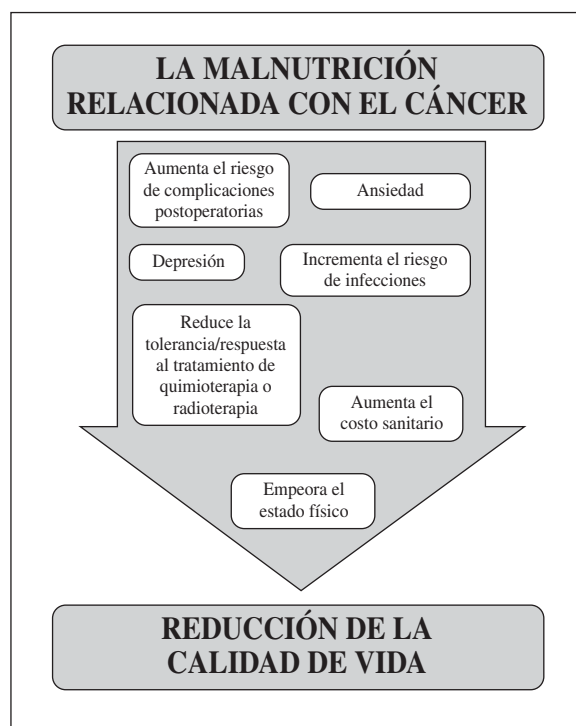 LA MALNUTRICIÓN
RELACIONADA CON EL CÁNCER
Aumenta el riesgo
de complicaciones
postoperatorias
Ansiedad
Depresión
Incrementa el riesgo
de infecciones
Reduce la
tolerancia/respuesta
al tratamiento de
quimioterapia o
radioterapia
Aumenta el
costo sanitario
Empeora el
estado físico
REDUCCIÓN DE LA
CALIDAD DE VIDA